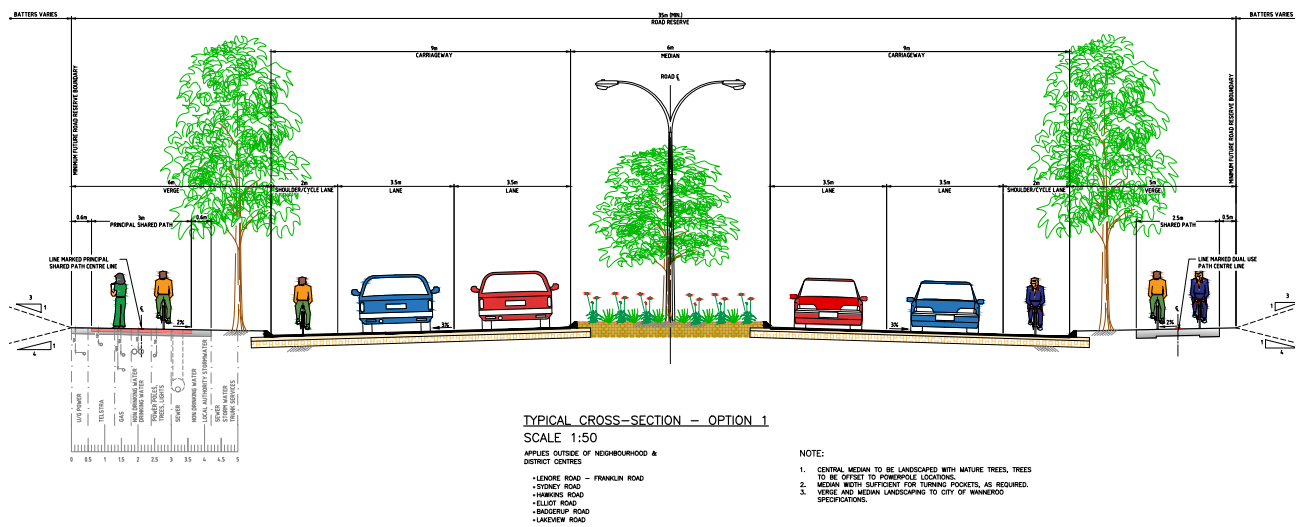 BATTERS VARIES
35m (MIN.)
ROAD RESERVE
BATTERS VARIES
9m
CARRIAGEWAY
6m
MEDIAN
9m
CARRIAGEWAY
ROAD ℄
MINIMUM FUTURE ROAD RESERVE BOUNDARY
MINIMUM FUTURE ROAD RESERVE BOUNDARY
6m
VERGE
2m
SHOULDER/CYCLE LANE
3.5m
LANE
3.5m
LANE
3.5m
LANE
3.5m
LANE
2m
SHOULDER/CYCLE LANE
5m
VERGE
0.6m
3m
PRINCIPAL SHARED PATH
0.6m
2.5m
SHARED PATH
0.5m
LINE MARKED PRINCIPAL
SHARED PATH CENTRE LINE
LINE MARKED DUAL USE
PATH CENTRE LINE
3
1
1
4
℄
2%
3%
3%
2%
3
1
1
4
U/G POWER
TELSTRA
GAS
NON DRINKING WATER
DRINKING WATER
POWER POLES,
TREES, LIGHTS
SEWER
NON DRINKING WATER
LOCAL AUTHORITY STORMWATER
SEWER
STORM WATER
TRUNK SERVICES
0 0.5 1 1.5 2 2.5 3 3.5 4 4.5 5
TYPICAL CROSS-SECTION - OPTION 1
SCALE 1:50
APPLIES OUTSIDE OF NEIGHBOURHOOD &
DISTRICT CENTRES
•LENORE ROAD - FRANKLIN ROAD
•SYDNEY ROAD
•HAWKINS ROAD
•ELLIOT ROAD
•BADGERUP ROAD
•LAKEVIEW ROAD
NOTE:
1. CENTRAL MEDIAN TO BE LANDSCAPED WITH MATURE TREES, TREES
TO BE OFFSET TO POWERPOLE LOCATIONS.
2. MEDIAN WIDTH SUFFICIENT FOR TURNING POCKETS, AS REQUIRED.
3. VERGE AND MEDIAN LANDSCAPING TO CITY OF WANNEROO
SPECIFICATIONS.